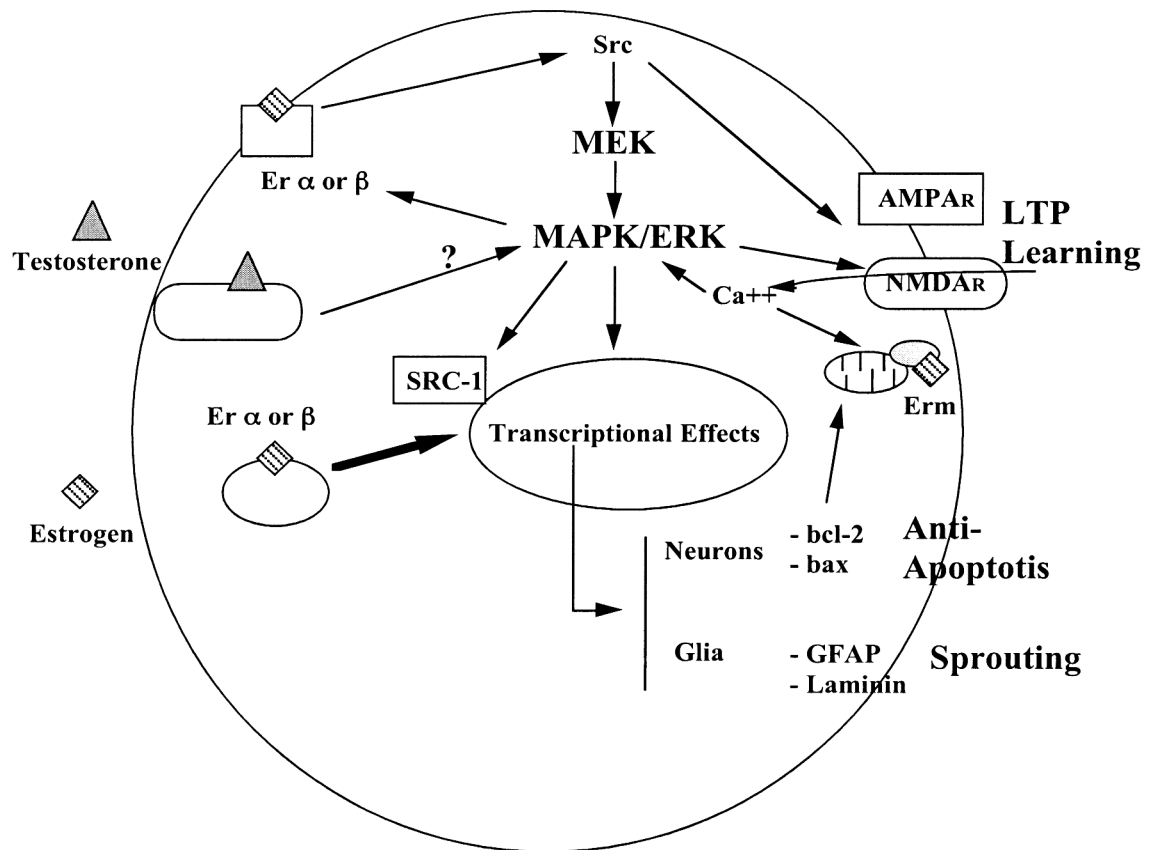 Src
MEK
Er α or β
AMPAR
LTP
Learning
MAPK/ERK
?
Testosterone
NMDAR
Ca++
SRC-1
Erm
Er α or β
Transcriptional Effects
Estrogen
Neurons
- bcl-2
- bax
Anti-
Apoptotis
Glia
- GFAP
- Laminin
Sprouting